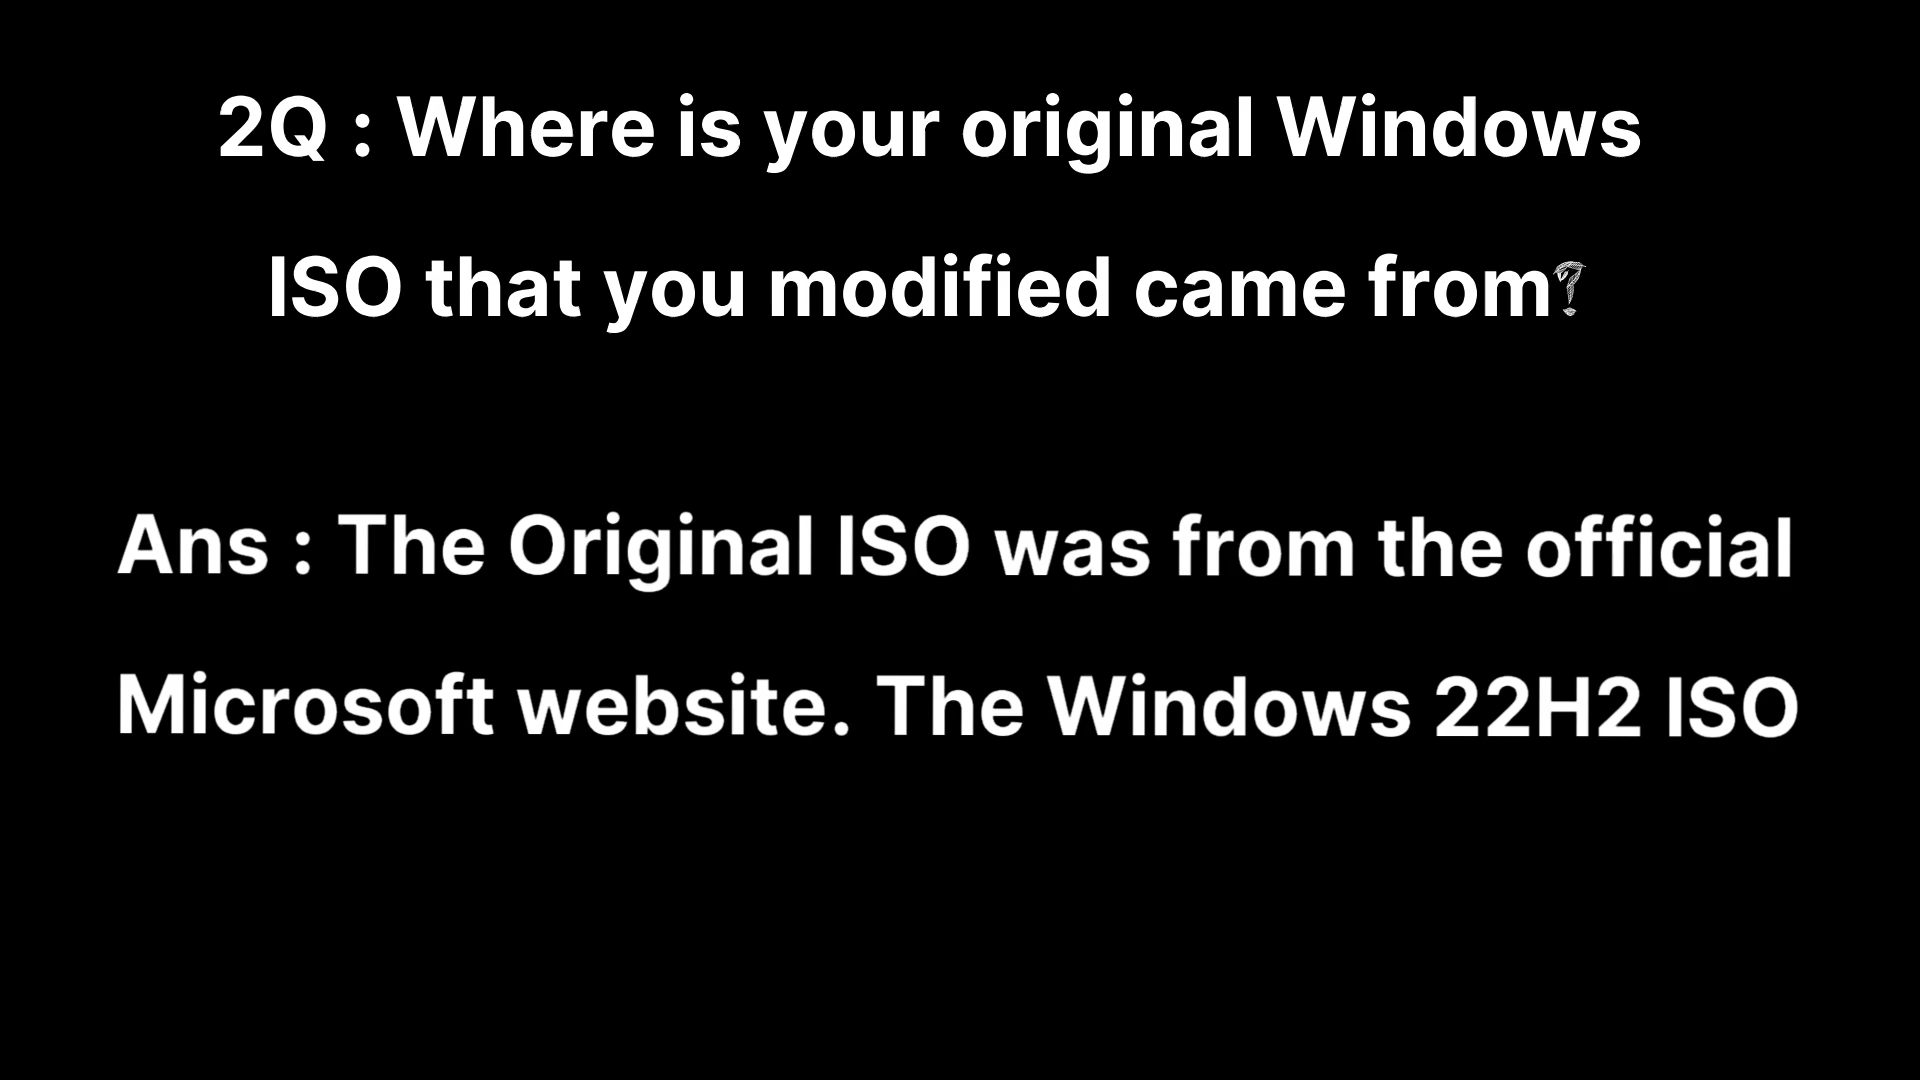 2Q : Where is your original Windows
ISO that you modified came from?
Ans : The Original ISO was from the official
Microsoft website. The Windows 22H2 ISO